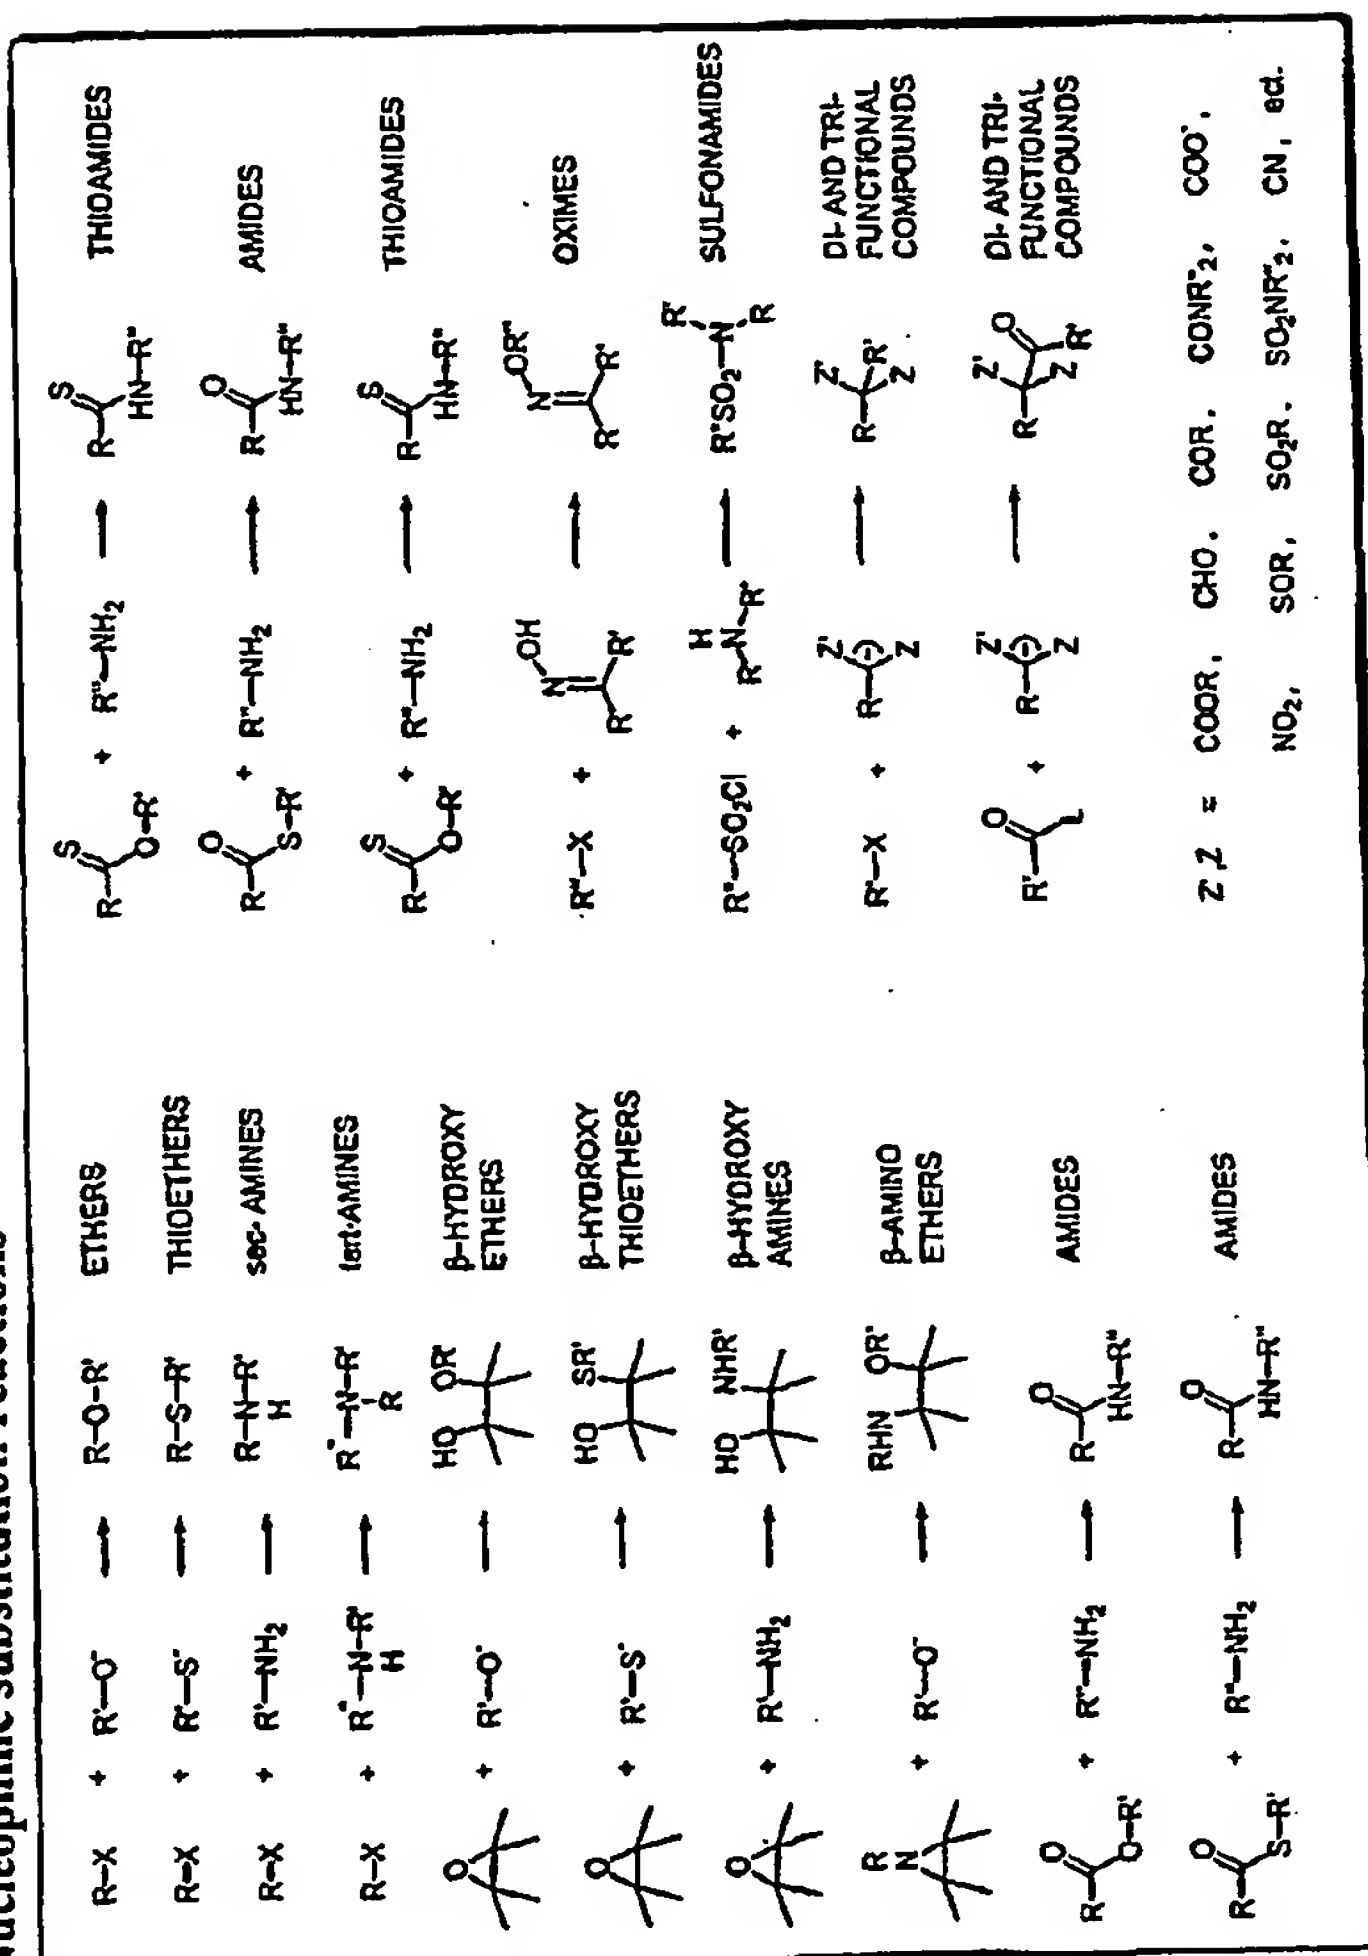 substitution reactions
R–X + R'–O⁻ → R–O–R' ETHERS
R–X + R'–S⁻ → R–S–R' THIOETHERS
R–X + R'–NH₂ → R–N–R' sec- AMINES
H
R–X + R"–N–R' → R"–N–R' tert-AMINES
H R
O + R'–O⁻ → HO OR' β-HYDROXY
ETHERS
O + R'–S⁻ → HO SR' β-HYDROXY
THIOETHERS
O + R'–NH₂ → HO NHR' β-HYDROXY
AMINES
R
N + R'–O⁻ → RHN OR' β-AMINO
ETHERS
R O O–R' + R"–NH₂ → R O HN–R" AMIDES
R O S–R' + R"–NH₂ → R O HN–R" AMIDES
R S O–R' + R"–NH₂ → R S HN–R" THIOAMIDES
R O S–R' + R"–NH₂ → R O HN–R" AMIDES
R S O–R' + R"–NH₂ → R S HN–R" THIOAMIDES
R"–X + N OH R R' → N OR" R R' OXIMES
R"–SO₂Cl + R H N–R' → R"SO₂–N R' R SULFONAMIDES
R'–X + R Z' (–) Z → R Z' R' Z DI- AND TRI-
FUNCTIONAL
COMPOUNDS
R' O L + R Z' (–) Z → R Z' Z O R' DI- AND TRI-
FUNCTIONAL
COMPOUNDS
Z',Z = COOR, CHO, COR, CONR"₂, COO⁻,
NO₂, SOR, SO₂R, SO₂NR"₂, CN, ect.